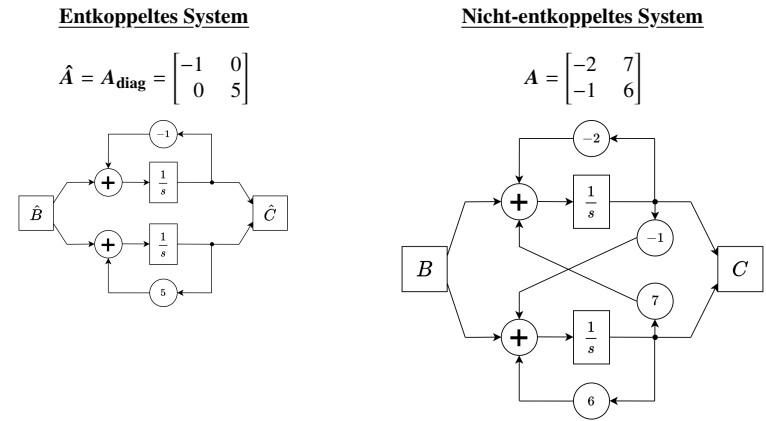 Entkoppeltes System
Â = A_diag = [−1 0
0 5]
−1
+
1/s
B̂
Ĉ
+
1/s
5
Nicht-entkoppeltes System
A = [−2 7
−1 6]
−2
+
1/s
−1
B
C
7
+
1/s
6